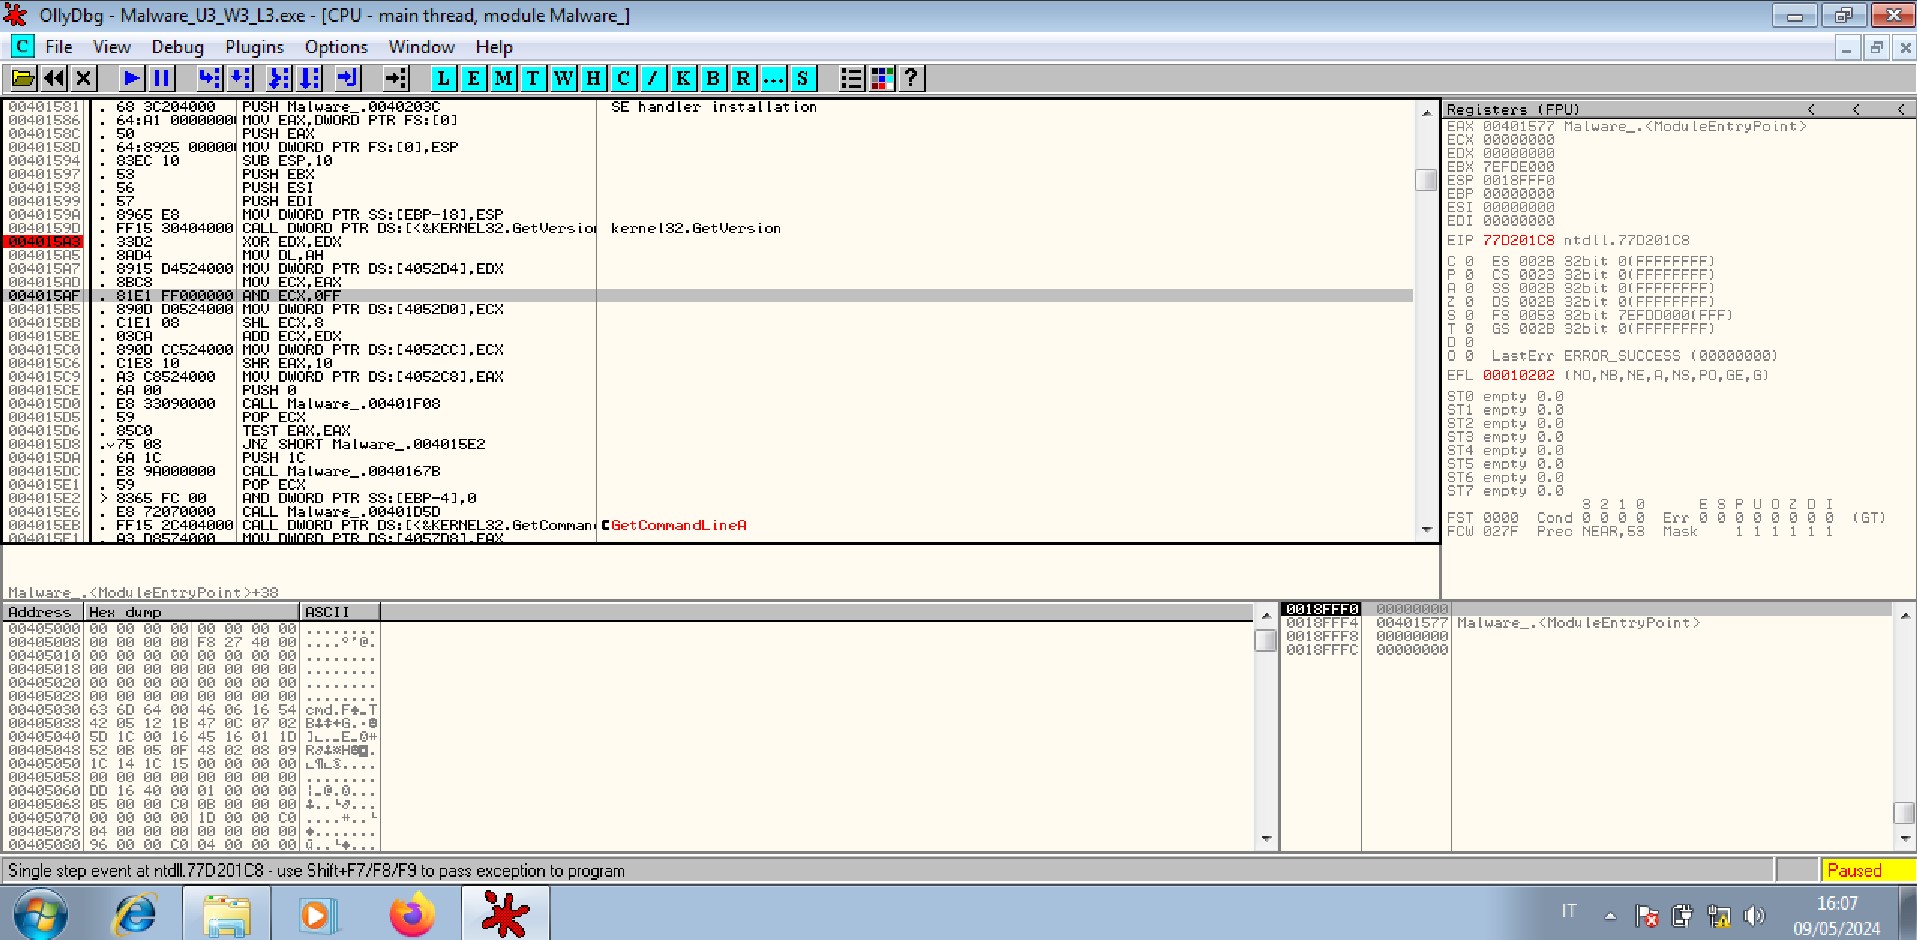 OllyDbg - Malware_U3_W3_L3.exe - [CPU - main thread, module Malware_]
C File View Debug Plugins Options Window Help
L E M T W H C / K B R ... S ?
00401581 . 68 3C204000 PUSH Malware_.0040203C SE handler installation
00401586 . 64:A1 0000000 MOV EAX,DWORD PTR FS:[0]
0040158C . 50 PUSH EAX
0040158D . 64:8925 00000 MOV DWORD PTR FS:[0],ESP
00401594 . 83EC 10 SUB ESP,10
00401597 . 53 PUSH EBX
00401598 . 56 PUSH ESI
00401599 . 57 PUSH EDI
0040159A . 8965 E8 MOV DWORD PTR SS:[EBP-18],ESP
0040159D . FF15 30404000 CALL DWORD PTR DS:[<&KERNEL32.GetVersio kernel32.GetVersion
004015A3 . 33D2 XOR EDX,EDX
004015A5 . 8AD4 MOV DL,AH
004015A7 . 8915 D4524000 MOV DWORD PTR DS:[4052D4],EDX
004015AD . 8BC8 MOV ECX,EAX
004015AF . 81E1 FF000000 AND ECX,0FF
004015B5 . 890D D0524000 MOV DWORD PTR DS:[4052D0],ECX
004015BB . C1E1 08 SHL ECX,8
004015BE . 03CA ADD ECX,EDX
004015C0 . 890D CC524000 MOV DWORD PTR DS:[4052CC],ECX
004015C6 . C1E8 10 SHR EAX,10
004015C9 . A3 C8524000 MOV DWORD PTR DS:[4052C8],EAX
004015CE . 6A 00 PUSH 0
004015D0 . E8 33090000 CALL Malware_.00401F08
004015D5 . 59 POP ECX
004015D6 . 85C0 TEST EAX,EAX
004015D8 . 75 08 JNZ SHORT Malware_.004015E2
004015DA . 6A 1C PUSH 1C
004015DC . E8 9A000000 CALL Malware_.0040167B
004015E1 . 59 POP ECX
004015E2 > 8365 FC 00 AND DWORD PTR SS:[EBP-4],0
004015E6 . E8 72070000 CALL Malware_.00401D5D
004015EB . FF15 2C404000 CALL DWORD PTR DS:[<&KERNEL32.GetComman GetCommandLineA
004015F1 . A3 D8574000 MOV DWORD PTR DS:[4057D8],EAX
Malware_.<ModuleEntryPoint>+38
Registers (FPU) < < <
EAX 00401577 Malware_.<ModuleEntryPoint>
ECX 00000000
EDX 00000000
EBX 7EFDE000
ESP 0018FFF0
EBP 00000000
ESI 00000000
EDI 00000000
EIP 77D201C8 ntdll.77D201C8
C 0 ES 002B 32bit 0(FFFFFFFF)
P 0 CS 0023 32bit 0(FFFFFFFF)
A 0 SS 002B 32bit 0(FFFFFFFF)
Z 0 DS 002B 32bit 0(FFFFFFFF)
S 0 FS 0053 32bit 7EFDD000(FFF)
T 0 GS 002B 32bit 0(FFFFFFFF)
D 0
O 0 LastErr ERROR_SUCCESS (00000000)
EFL 00010202 (NO,NB,NE,A,NS,PO,GE,G)
ST0 empty 0.0
ST1 empty 0.0
ST2 empty 0.0
ST3 empty 0.0
ST4 empty 0.0
ST5 empty 0.0
ST6 empty 0.0
ST7 empty 0.0
3 2 1 0 E S P U O Z D I
FST 0000 Cond 0 0 0 0 Err 0 0 0 0 0 0 0 0 (GT)
FCW 027F Prec NEAR,53 Mask 1 1 1 1 1 1
Address Hex dump ASCII
00405000 00 00 00 00 00 00 00 00 ........
00405008 00 00 00 00 F8 27 40 00 ....°'@.
00405010 00 00 00 00 00 00 00 00 ........
00405018 00 00 00 00 00 00 00 00 ........
00405020 00 00 00 00 00 00 00 00 ........
00405028 00 00 00 00 00 00 00 00 ........
00405030 63 6D 64 00 46 06 16 54 cmd.F♠_T
00405038 42 05 12 1B 47 0C 07 02
00405040 5D 1C 00 16 45 16 01 1D
00405048 52 0B 05 0F 48 02 08 09
00405050 1C 14 1C 15 00 00 00 00
00405058 00 00 00 00 00 00 00 00 ........
00405060 DD 16 40 00 01 00 00 00
00405068 05 00 00 C0 0B 00 00 00
00405070 00 00 00 00 1D 00 00 C0
00405078 04 00 00 00 00 00 00 00 ♦.......
00405080 96 00 00 C0 04 00 00 00
0018FFF0 00000000
0018FFF4 00401577 Malware_.<ModuleEntryPoint>
0018FFF8 00000000
0018FFFC 00000000
Single step event at ntdll.77D201C8 - use Shift+F7/F8/F9 to pass exception to program Paused
IT 16:07
09/05/2024